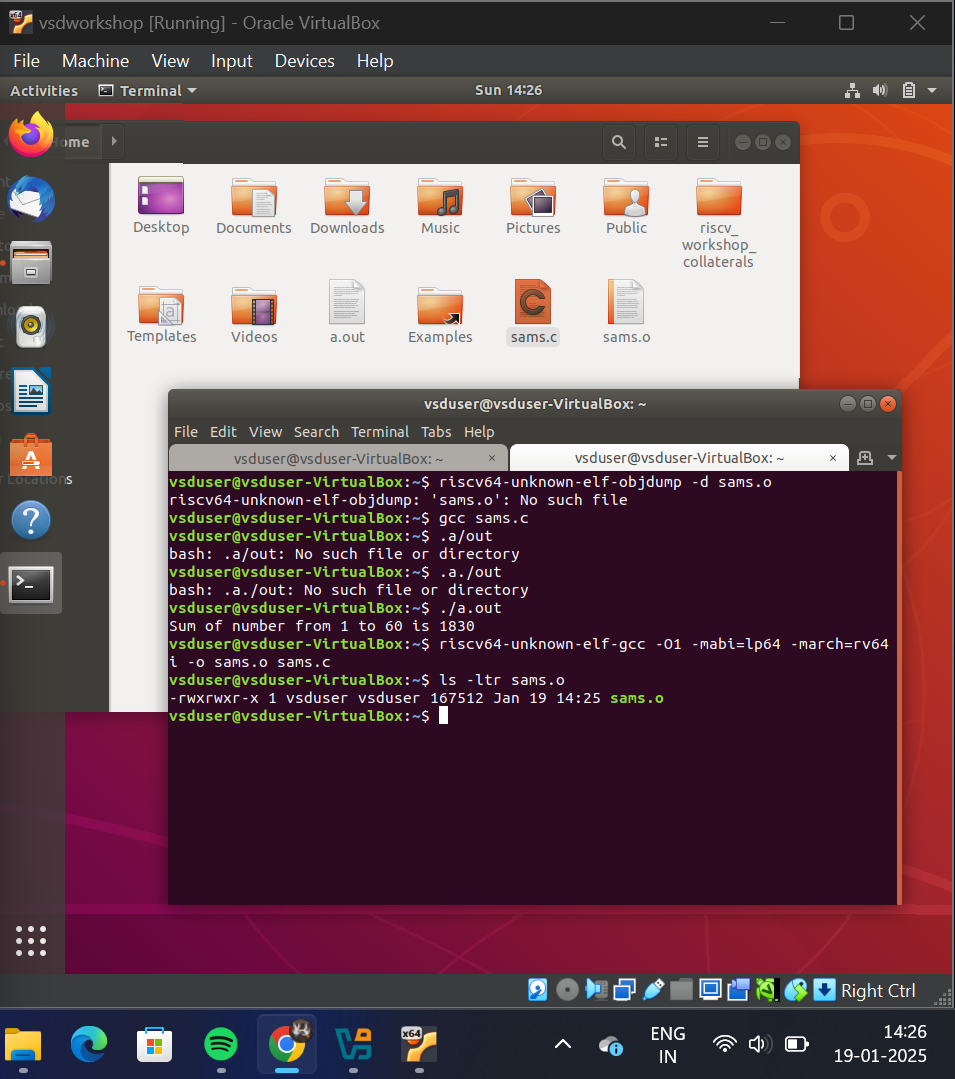 vsdworkshop [Running] - Oracle VirtualBox
File Machine View Input Devices Help
Activities Terminal Sun 14:26
ome
Desktop Documents Downloads Music Pictures Public riscv_
workshop_
collaterals
Templates Videos a.out Examples sams.c sams.o
r Locations
vsduser@vsduser-VirtualBox: ~
File Edit View Search Terminal Tabs Help
vsduser@vsduser-VirtualBox: ~ × vsduser@vsduser-VirtualBox: ~ ×
vsduser@vsduser-VirtualBox:~$ riscv64-unknown-elf-objdump -d sams.o
riscv64-unknown-elf-objdump: 'sams.o': No such file
vsduser@vsduser-VirtualBox:~$ gcc sams.c
vsduser@vsduser-VirtualBox:~$ .a/out
bash: .a/out: No such file or directory
vsduser@vsduser-VirtualBox:~$ .a./out
bash: .a./out: No such file or directory
vsduser@vsduser-VirtualBox:~$ ./a.out
Sum of number from 1 to 60 is 1830
vsduser@vsduser-VirtualBox:~$ riscv64-unknown-elf-gcc -O1 -mabi=lp64 -march=rv64
i -o sams.o sams.c
vsduser@vsduser-VirtualBox:~$ ls -ltr sams.o
-rwxrwxr-x 1 vsduser vsduser 167512 Jan 19 14:25 sams.o
vsduser@vsduser-VirtualBox:~$
Right Ctrl
x64
ENG
IN
14:26
19-01-2025